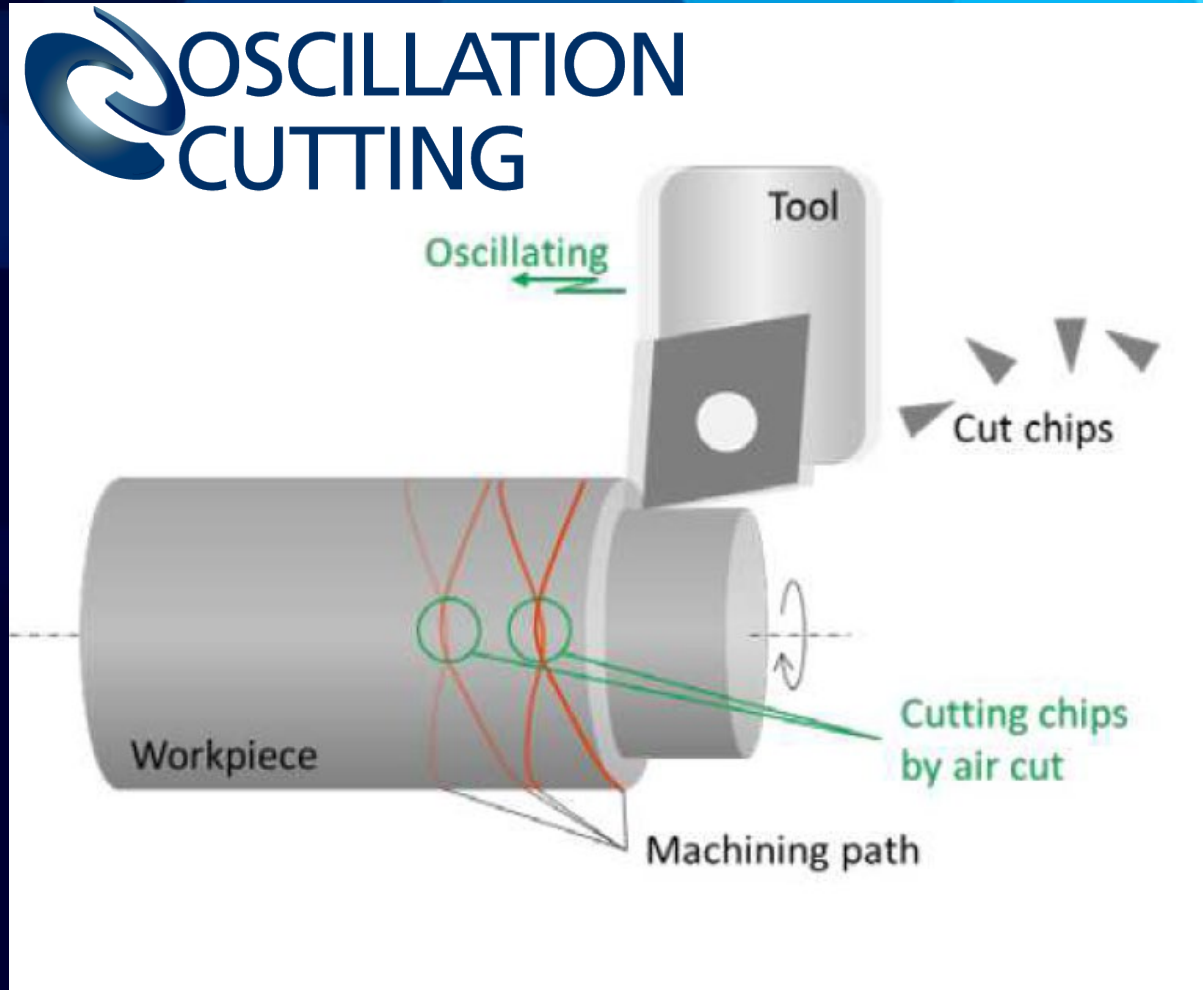 OSCILLATION
CUTTING
Tool
Oscillating
Cut chips
Cutting chips
by air cut
Workpiece
Machining path